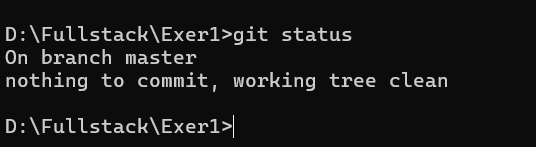 D:\Fullstack\Exer1>git status
On branch master
nothing to commit, working tree clean
D:\Fullstack\Exer1>